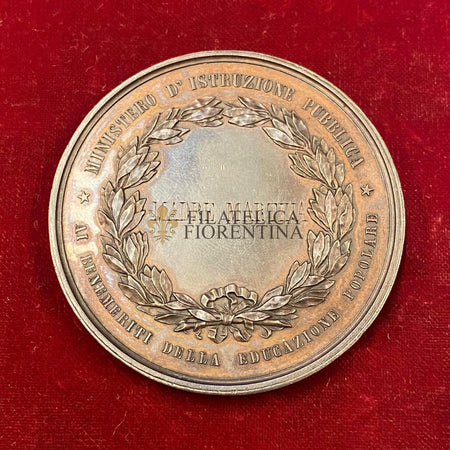 MINISTERO D'ISTRUZIONE PUBBLICA
FILATELICA
FIORENTINA
AI BENEMERITI DELLA EDUCAZIONE POPOLARE